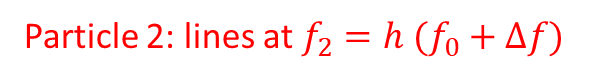 Particle 2: lines at f₂ = h (f₀ + Δf)